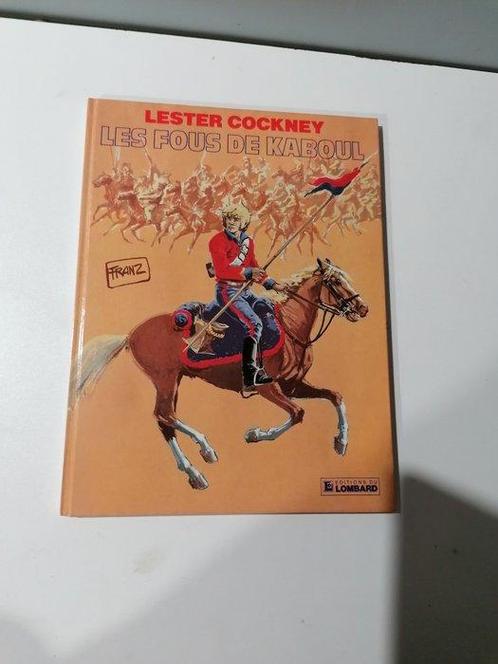 LESTER COCKNEY
LES FOUS DE KABOUL
FRANZ
EDITIONS DU
LOMBARD